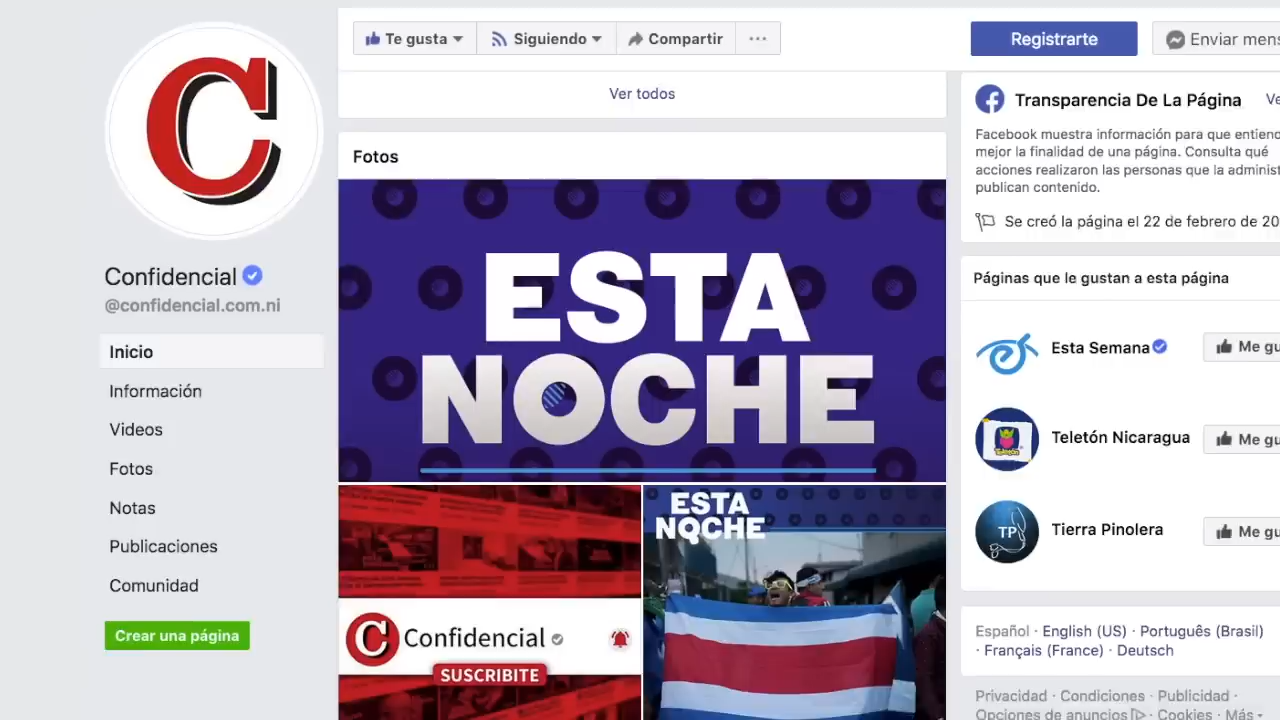 Te gusta
Siguiendo
Compartir
Registrarte
Enviar mens
Ver todos
Transparencia De La Página
Ve
Facebook muestra información para que entiend
mejor la finalidad de una página. Consulta qué
acciones realizaron las personas que la administ
publican contenido.
Se creó la página el 22 de febrero de 20
Fotos
ESTA
NOCHE
C
Confidencial
@confidencial.com.ni
Inicio
Información
Videos
Fotos
Notas
Publicaciones
Comunidad
Crear una página
Páginas que le gustan a esta página
Esta Semana
Me gu
Teletón Nicaragua
Me gu
TP
Tierra Pinolera
Me gu
C Confidencial
SUSCRIBITE
ESTA
NOCHE
Español · English (US) · Português (Brasil)
· Français (France) · Deutsch
Privacidad · Condiciones · Publicidad ·
Opciones de anuncios · Cookies · Más